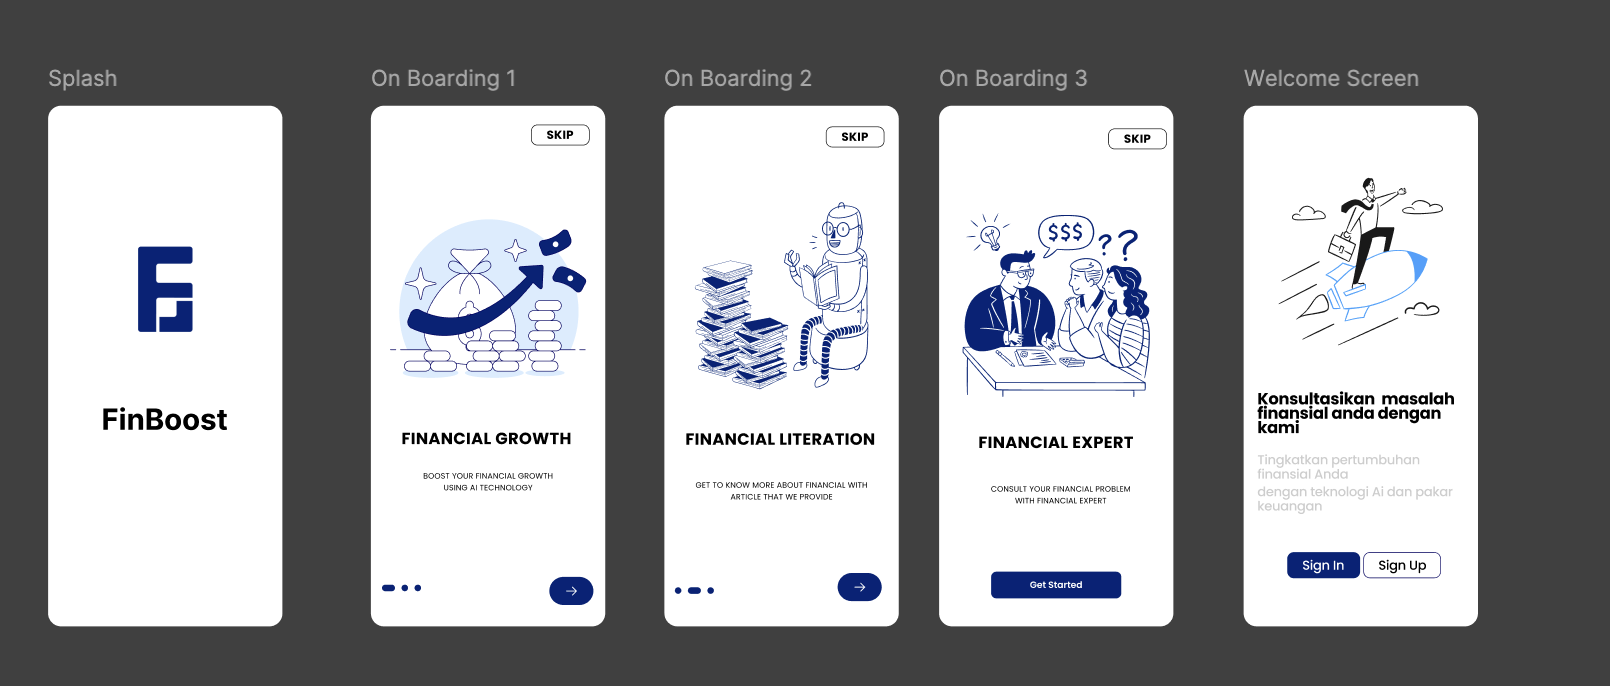 Splash
FinBoost
On Boarding 1
SKIP
FINANCIAL GROWTH
BOOST YOUR FINANCIAL GROWTH
USING AI TECHNOLOGY
On Boarding 2
SKIP
FINANCIAL LITERATION
GET TO KNOW MORE ABOUT FINANCIAL WITH
ARTICLE THAT WE PROVIDE
On Boarding 3
SKIP
$$$
? ?
FINANCIAL EXPERT
CONSULT YOUR FINANCIAL PROBLEM
WITH FINANCIAL EXPERT
Get Started
Welcome Screen
Konsultasikan masalah
finansial anda dengan
kami
Tingkatkan pertumbuhan
finansial Anda
dengan teknologi Ai dan pakar
keuangan
Sign In
Sign Up